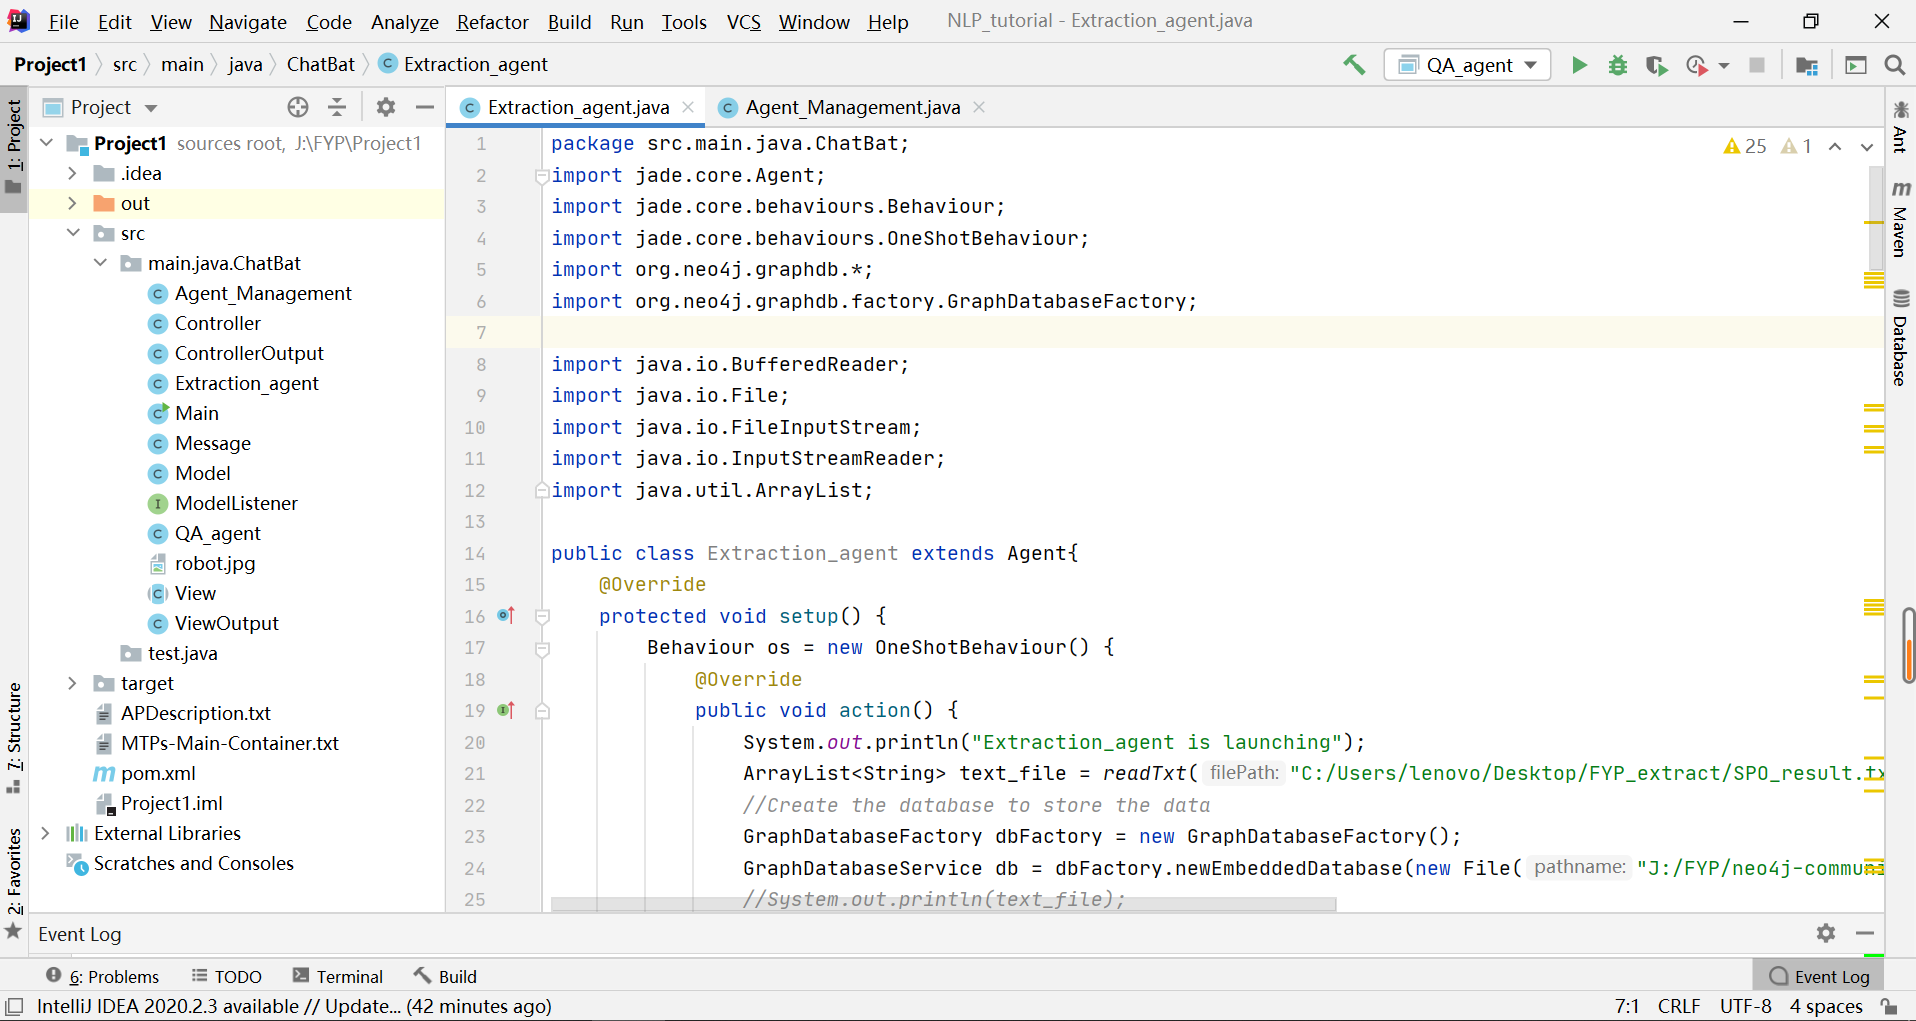 File Edit View Navigate Code Analyze Refactor Build Run Tools VCS Window Help NLP_tutorial - Extraction_agent.java
Project1 src main java ChatBat Extraction_agent QA_agent
Project
Extraction_agent.java Agent_Management.java
1: Project
7: Structure
2: Favorites
Project1 sources root, J:\FYP\Project1
.idea
out
src
main.java.ChatBat
Agent_Management
Controller
ControllerOutput
Extraction_agent
Main
Message
Model
ModelListener
QA_agent
robot.jpg
View
ViewOutput
test.java
target
APDescription.txt
MTPs-Main-Container.txt
pom.xml
Project1.iml
External Libraries
Scratches and Consoles
25 1
1 package src.main.java.ChatBat;
2 import jade.core.Agent;
3 import jade.core.behaviours.Behaviour;
4 import jade.core.behaviours.OneShotBehaviour;
5 import org.neo4j.graphdb.*;
6 import org.neo4j.graphdb.factory.GraphDatabaseFactory;
7
8 import java.io.BufferedReader;
9 import java.io.File;
10 import java.io.FileInputStream;
11 import java.io.InputStreamReader;
12 import java.util.ArrayList;
13
14 public class Extraction_agent extends Agent{
15 @Override
16 protected void setup() {
17 Behaviour os = new OneShotBehaviour() {
18 @Override
19 public void action() {
20 System.out.println("Extraction_agent is launching");
21 ArrayList<String> text_file = readTxt( filePath: "C:/Users/lenovo/Desktop/FYP_extract/SPO_result.tx
22 //Create the database to store the data
23 GraphDatabaseFactory dbFactory = new GraphDatabaseFactory();
24 GraphDatabaseService db = dbFactory.newEmbeddedDatabase(new File( pathname: "J:/FYP/neo4j-communi
25 //System.out.println(text_file);
Ant
Maven
Database
Event Log
6: Problems TODO Terminal Build Event Log
IntelliJ IDEA 2020.2.3 available // Update... (42 minutes ago) 7:1 CRLF UTF-8 4 spaces